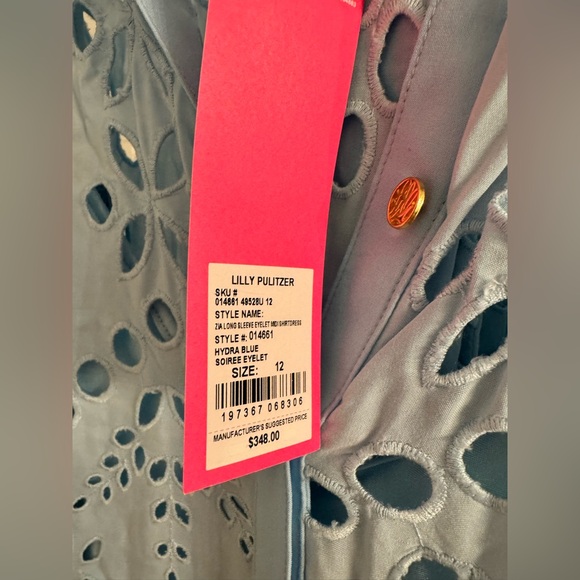 LILLY PULITZER
SKU #
014661 49528U 12
STYLE NAME:
ZIA LONG SLEEVE EYELET MIDI SHIRTDRESS
STYLE #: 014661
HYDRA BLUE
SOIREE EYELET
SIZE: 12
197367 068306
MANUFACTURER'S SUGGESTED PRICE
$348.00